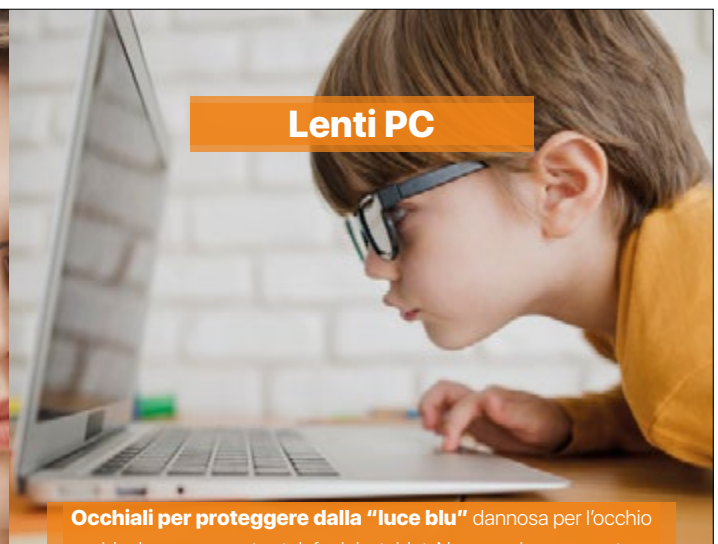 Lenti PC
Occhiali per proteggere dalla “luce blu” dannosa per l’occhio